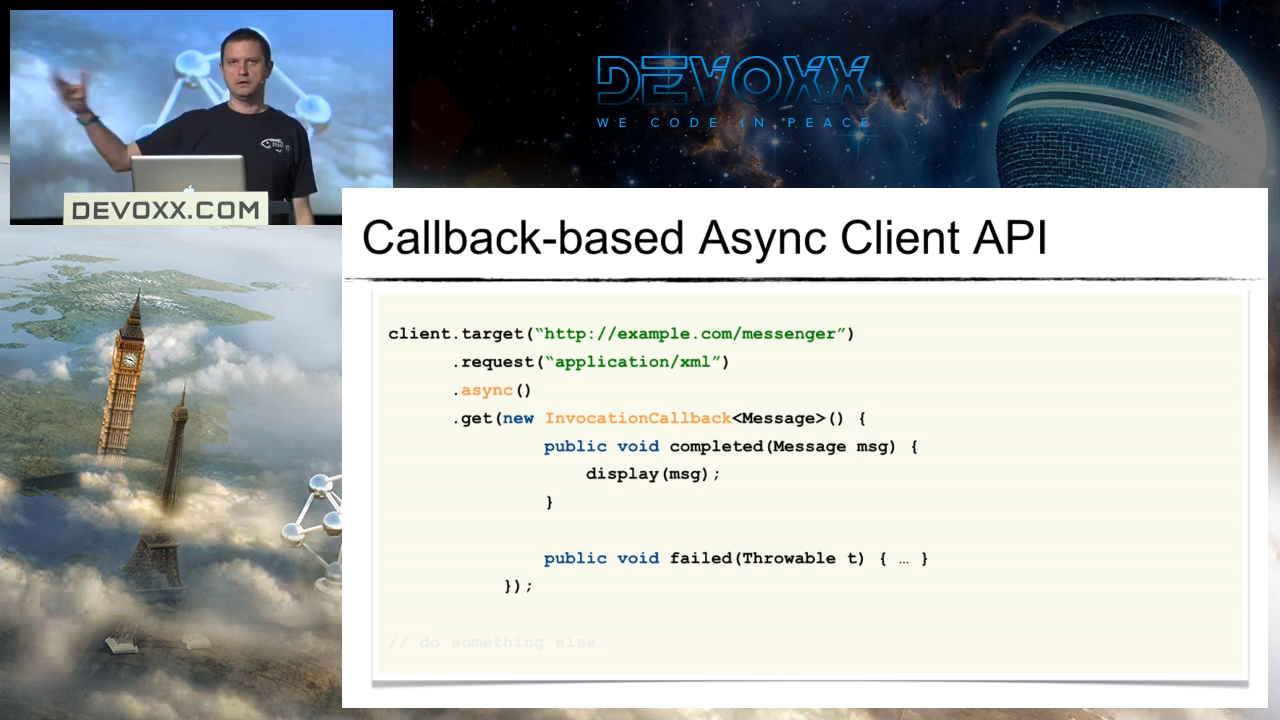 DEVOXX
WE CODE IN PEACE
DEVOXX.COM
Callback-based Async Client API
client.target(“http://example.com/messenger”)
.request(“application/xml”)
.async()
.get(new InvocationCallback<Message>() {
public void completed(Message msg) {
display(msg);
}
public void failed(Throwable t) { … }
});
// do something else…